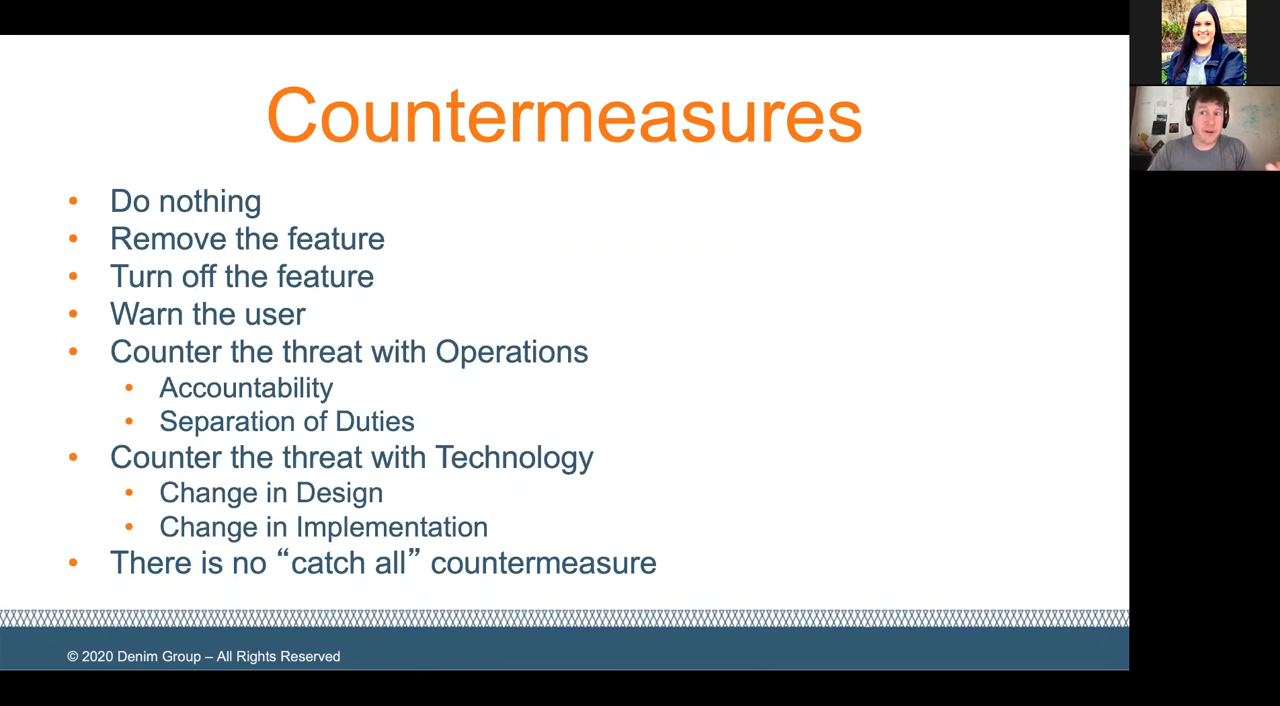 Countermeasures
• Do nothing
• Remove the feature
• Turn off the feature
• Warn the user
• Counter the threat with Operations
• Accountability
• Separation of Duties
• Counter the threat with Technology
• Change in Design
• Change in Implementation
• There is no “catch all” countermeasure
© 2020 Denim Group – All Rights Reserved